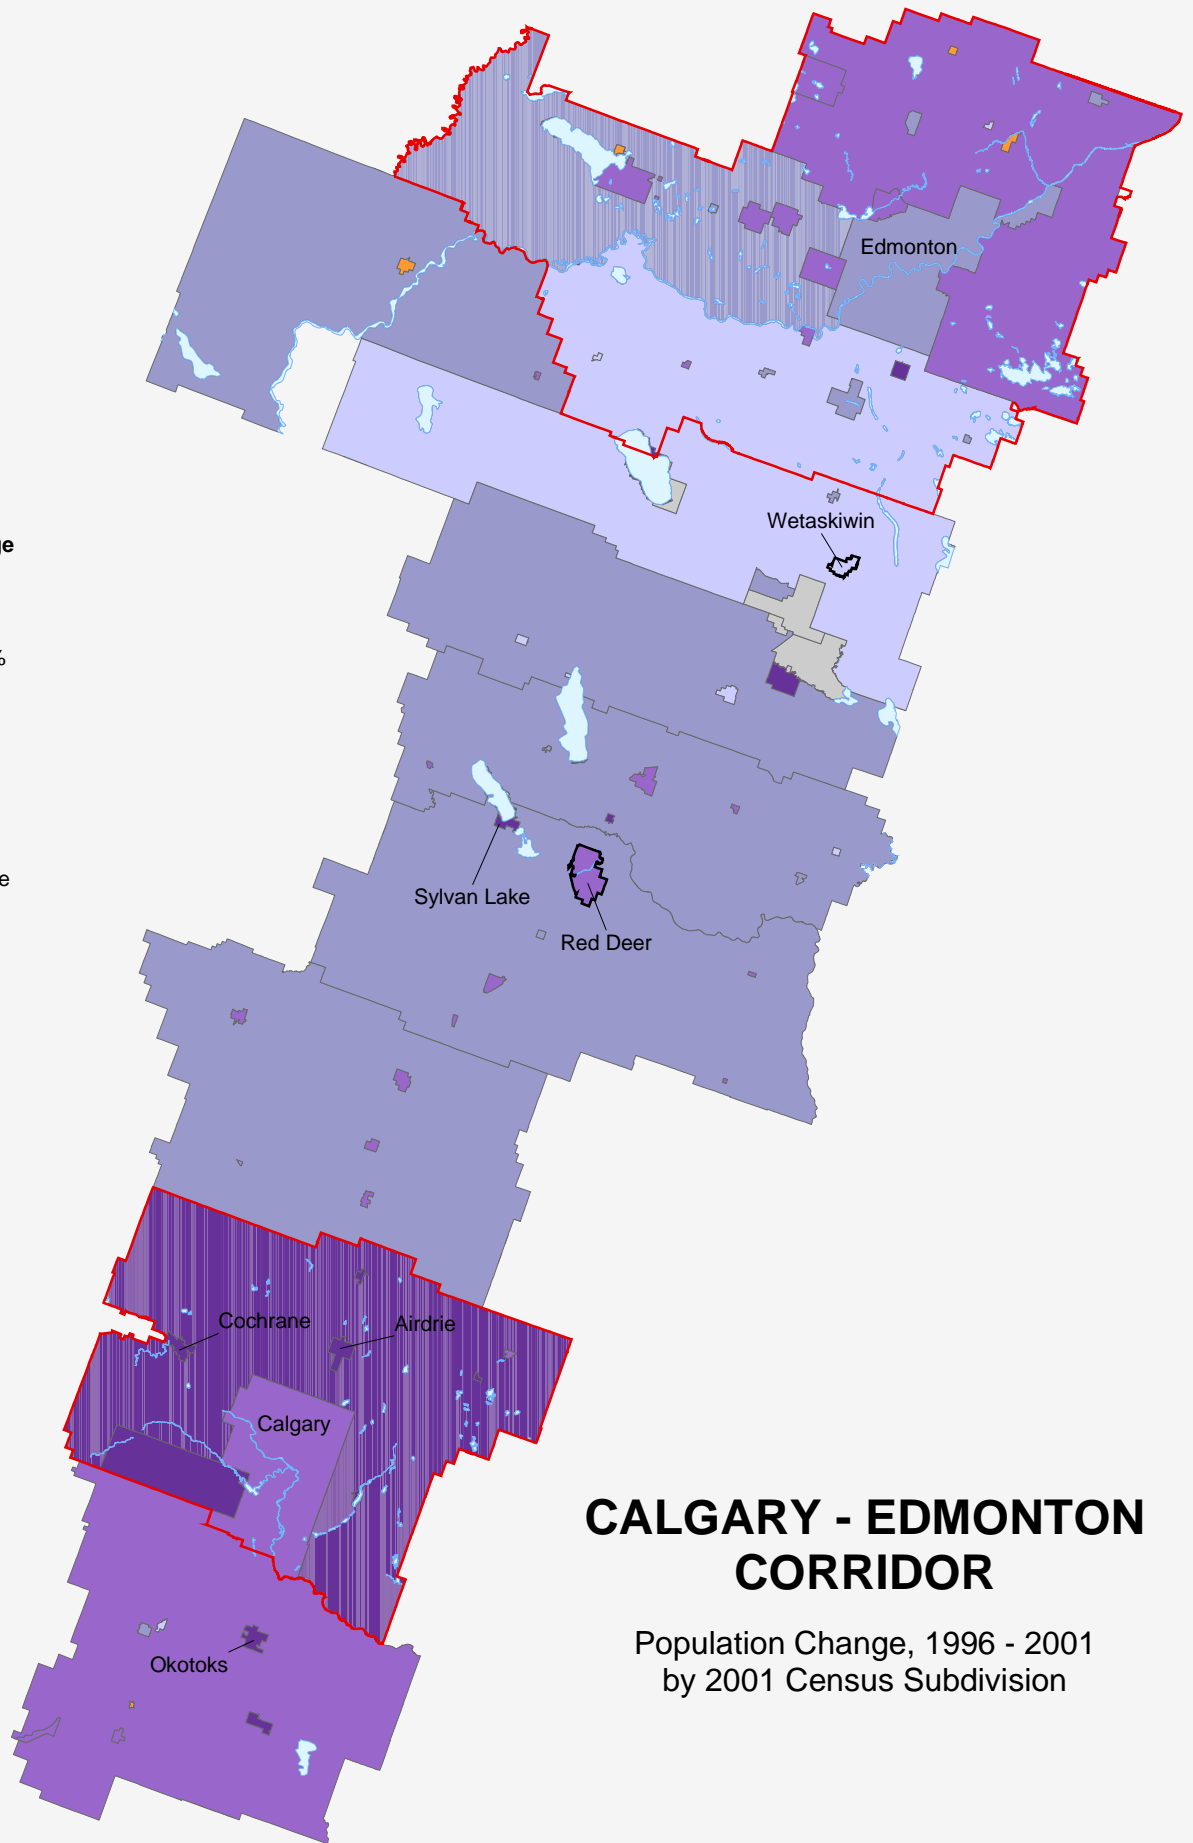 Edmonton
ge
Wetaskiwin
%
e
Sylvan Lake
Red Deer
Cochrane
Airdrie
Calgary
CALGARY - EDMONTON
CORRIDOR
Population Change, 1996 - 2001
by 2001 Census Subdivision
Okotoks